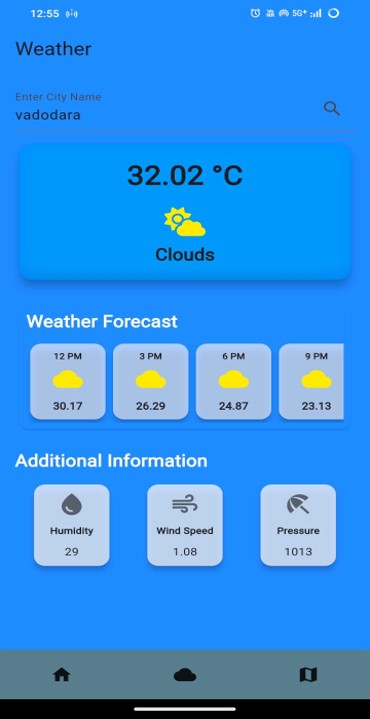 12:55 5G+
Weather
Enter City Name
vadodara
32.02 °C
Clouds
Weather Forecast
12 PM 3 PM 6 PM 9 PM
30.17 26.29 24.87 23.13
Additional Information
Humidity Wind Speed Pressure
29 1.08 1013